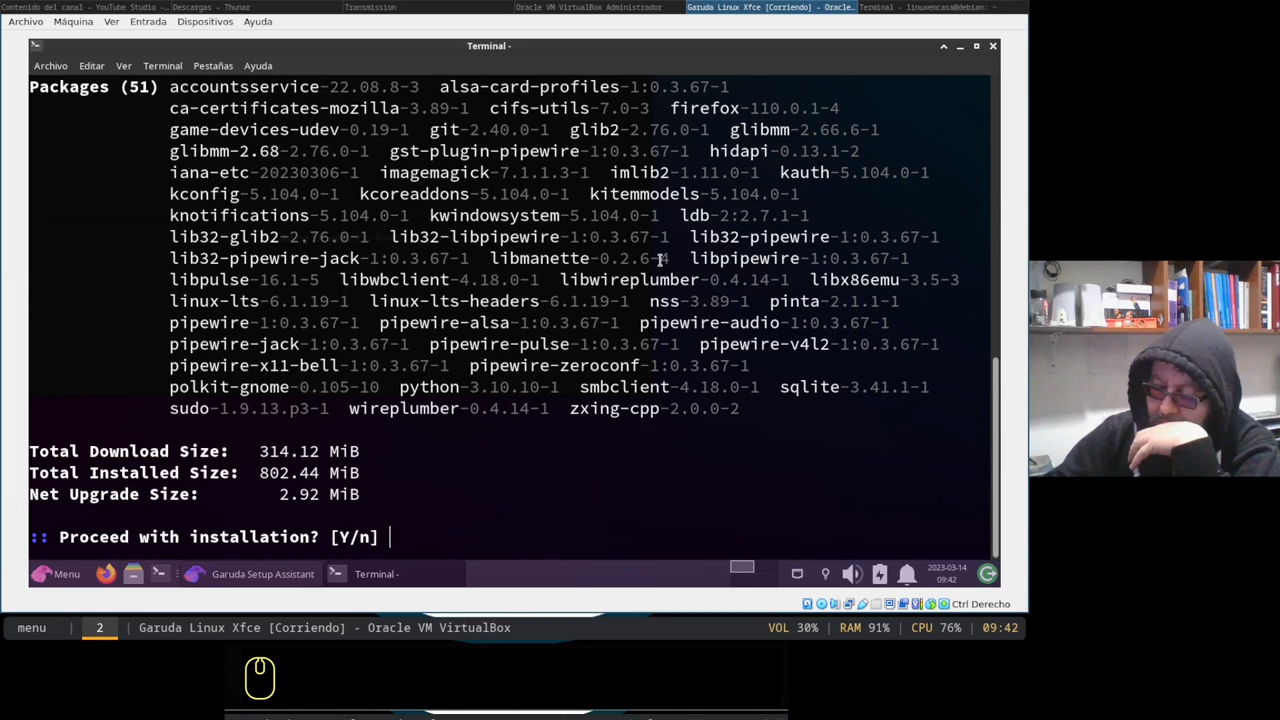 Contenido del canal - YouTube Studio -... Descargas - Thunar Transmission Oracle VM VirtualBox Administrador Garuda Linux Xfce [Corriendo] - Oracle... Terminal - linuxencasa@debian: ~
Archivo Máquina Ver Entrada Dispositivos Ayuda
Terminal -
Archivo Editar Ver Terminal Pestañas Ayuda
Packages (51) accountsservice-22.08.8-3 alsa-card-profiles-1:0.3.67-1
ca-certificates-mozilla-3.89-1 cifs-utils-7.0-3 firefox-110.0.1-4
game-devices-udev-0.19-1 git-2.40.0-1 glib2-2.76.0-1 glibmm-2.66.6-1
glibmm-2.68-2.76.0-1 gst-plugin-pipewire-1:0.3.67-1 hidapi-0.13.1-2
iana-etc-20230306-1 imagemagick-7.1.1.3-1 imlib2-1.11.0-1 kauth-5.104.0-1
kconfig-5.104.0-1 kcoreaddons-5.104.0-1 kitemmodels-5.104.0-1
knotifications-5.104.0-1 kwindowsystem-5.104.0-1 ldb-2:2.7.1-1
lib32-glib2-2.76.0-1 lib32-libpipewire-1:0.3.67-1 lib32-pipewire-1:0.3.67-1
lib32-pipewire-jack-1:0.3.67-1 libmanette-0.2.6-4 libpipewire-1:0.3.67-1
libpulse-16.1-5 libwbclient-4.18.0-1 libwireplumber-0.4.14-1 libx86emu-3.5-3
linux-lts-6.1.19-1 linux-lts-headers-6.1.19-1 nss-3.89-1 pinta-2.1.1-1
pipewire-1:0.3.67-1 pipewire-alsa-1:0.3.67-1 pipewire-audio-1:0.3.67-1
pipewire-jack-1:0.3.67-1 pipewire-pulse-1:0.3.67-1 pipewire-v4l2-1:0.3.67-1
pipewire-x11-bell-1:0.3.67-1 pipewire-zeroconf-1:0.3.67-1
polkit-gnome-0.105-10 python-3.10.10-1 smbclient-4.18.0-1 sqlite-3.41.1-1
sudo-1.9.13.p3-1 wireplumber-0.4.14-1 zxing-cpp-2.0.0-2
Total Download Size: 314.12 MiB
Total Installed Size: 802.44 MiB
Net Upgrade Size: 2.92 MiB
:: Proceed with installation? [Y/n]
Menu Garuda Setup Assistant Terminal - 2023-03-14
09:42
Ctrl Derecho
menu | 2 | Garuda Linux Xfce [Corriendo] - Oracle VM VirtualBox VOL 30% | RAM 91% | CPU 76% | 09:42